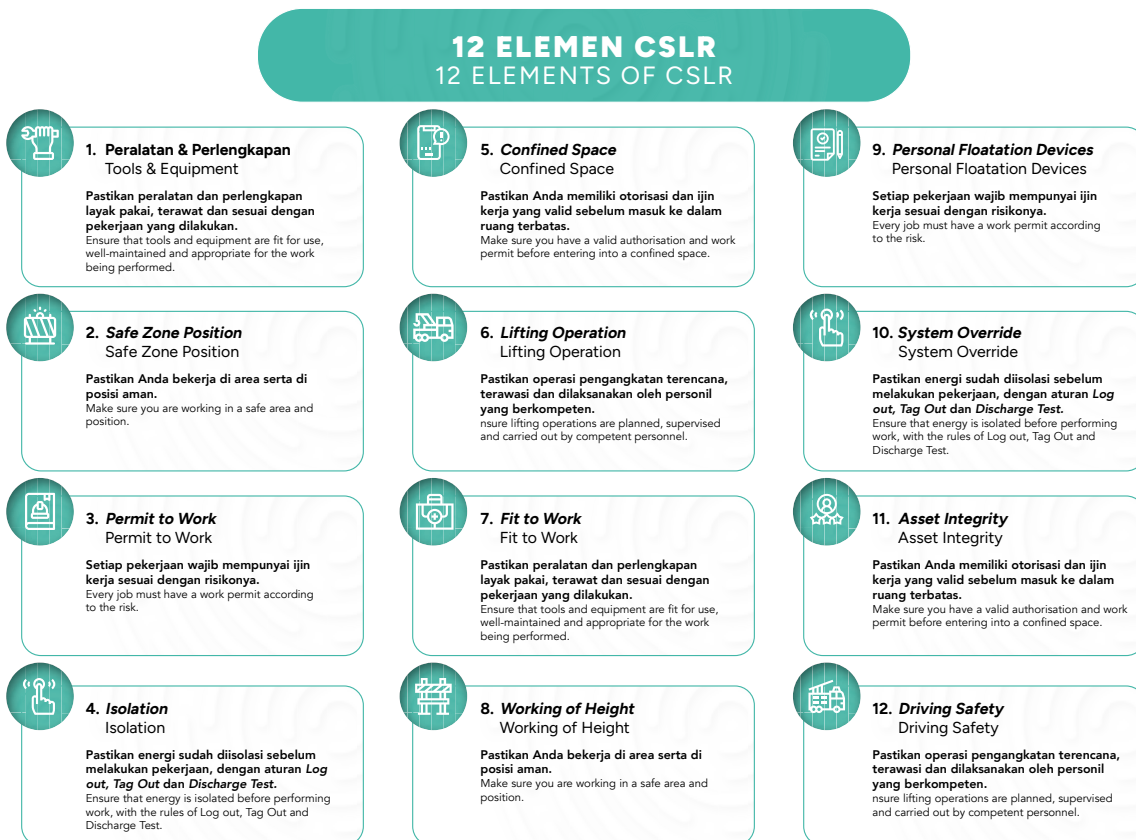 12 ELEMEN CSLR
12 ELEMENTS OF CSLR
1. Peralatan & Perlengkapan
Tools & Equipment
Pastikan peralatan dan perlengkapan
layak pakai, terawat dan sesuai dengan
pekerjaan yang dilakukan.
Ensure that tools and equipment are fit for use,
well-maintained and appropriate for the work
being performed.
2. Safe Zone Position
Safe Zone Position
Pastikan Anda bekerja di area serta di
posisi aman.
Make sure you are working in a safe area and
position.
3. Permit to Work
Permit to Work
Setiap pekerjaan wajib mempunyai ijin
kerja sesuai dengan risikonya.
Every job must have a work permit according
to the risk.
4. Isolation
Isolation
Pastikan energi sudah diisolasi sebelum
melakukan pekerjaan, dengan aturan Log
out, Tag Out dan Discharge Test.
Ensure that energy is isolated before performing
work, with the rules of Log out, Tag Out and
Discharge Test.
5. Confined Space
Confined Space
Pastikan Anda memiliki otorisasi dan ijin
kerja yang valid sebelum masuk ke dalam
ruang terbatas.
Make sure you have a valid authorisation and work
permit before entering into a confined space.
6. Lifting Operation
Lifting Operation
Pastikan operasi pengangkatan terencana,
terawasi dan dilaksanakan oleh personil
yang berkompeten.
nsure lifting operations are planned, supervised
and carried out by competent personnel.
7. Fit to Work
Fit to Work
Pastikan peralatan dan perlengkapan
layak pakai, terawat dan sesuai dengan
pekerjaan yang dilakukan.
Ensure that tools and equipment are fit for use,
well-maintained and appropriate for the work
being performed.
8. Working of Height
Working of Height
Pastikan Anda bekerja di area serta di
posisi aman.
Make sure you are working in a safe area and
position.
9. Personal Floatation Devices
Personal Floatation Devices
Setiap pekerjaan wajib mempunyai ijin
kerja sesuai dengan risikonya.
Every job must have a work permit according
to the risk.
10. System Override
System Override
Pastikan energi sudah diisolasi sebelum
melakukan pekerjaan, dengan aturan Log
out, Tag Out dan Discharge Test.
Ensure that energy is isolated before performing
work, with the rules of Log out, Tag Out and
Discharge Test.
11. Asset Integrity
Asset Integrity
Pastikan Anda memiliki otorisasi dan ijin
kerja yang valid sebelum masuk ke dalam
ruang terbatas.
Make sure you have a valid authorisation and work
permit before entering into a confined space.
12. Driving Safety
Driving Safety
Pastikan operasi pengangkatan terencana,
terawasi dan dilaksanakan oleh personil
yang berkompeten.
nsure lifting operations are planned, supervised
and carried out by competent personnel.